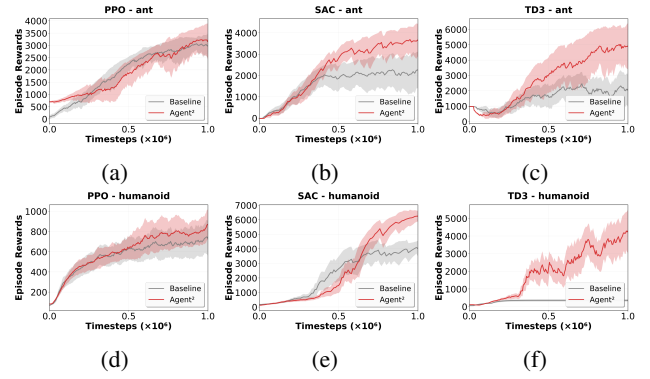 PPO - ant
Episode Rewards
4000
3500
3000
2500
2000
1500
1000
500
0
Baseline
Agent²
0.0 0.5 1.0
Timesteps (×10⁶)
(a)
SAC - ant
Episode Rewards
4000
3000
2000
1000
0
Baseline
Agent²
0.0 0.5 1.0
Timesteps (×10⁶)
(b)
TD3 - ant
Episode Rewards
6000
5000
4000
3000
2000
1000
0
Baseline
Agent²
0.0 0.5 1.0
Timesteps (×10⁶)
(c)
PPO - humanoid
Episode Rewards
1000
800
600
400
200
Baseline
Agent²
0.0 0.5 1.0
Timesteps (×10⁶)
(d)
SAC - humanoid
Episode Rewards
7000
6000
5000
4000
3000
2000
1000
0
Baseline
Agent²
0.0 0.5 1.0
Timesteps (×10⁶)
(e)
TD3 - humanoid
Episode Rewards
5000
4000
3000
2000
1000
0
Baseline
Agent²
0.0 0.5 1.0
Timesteps (×10⁶)
(f)